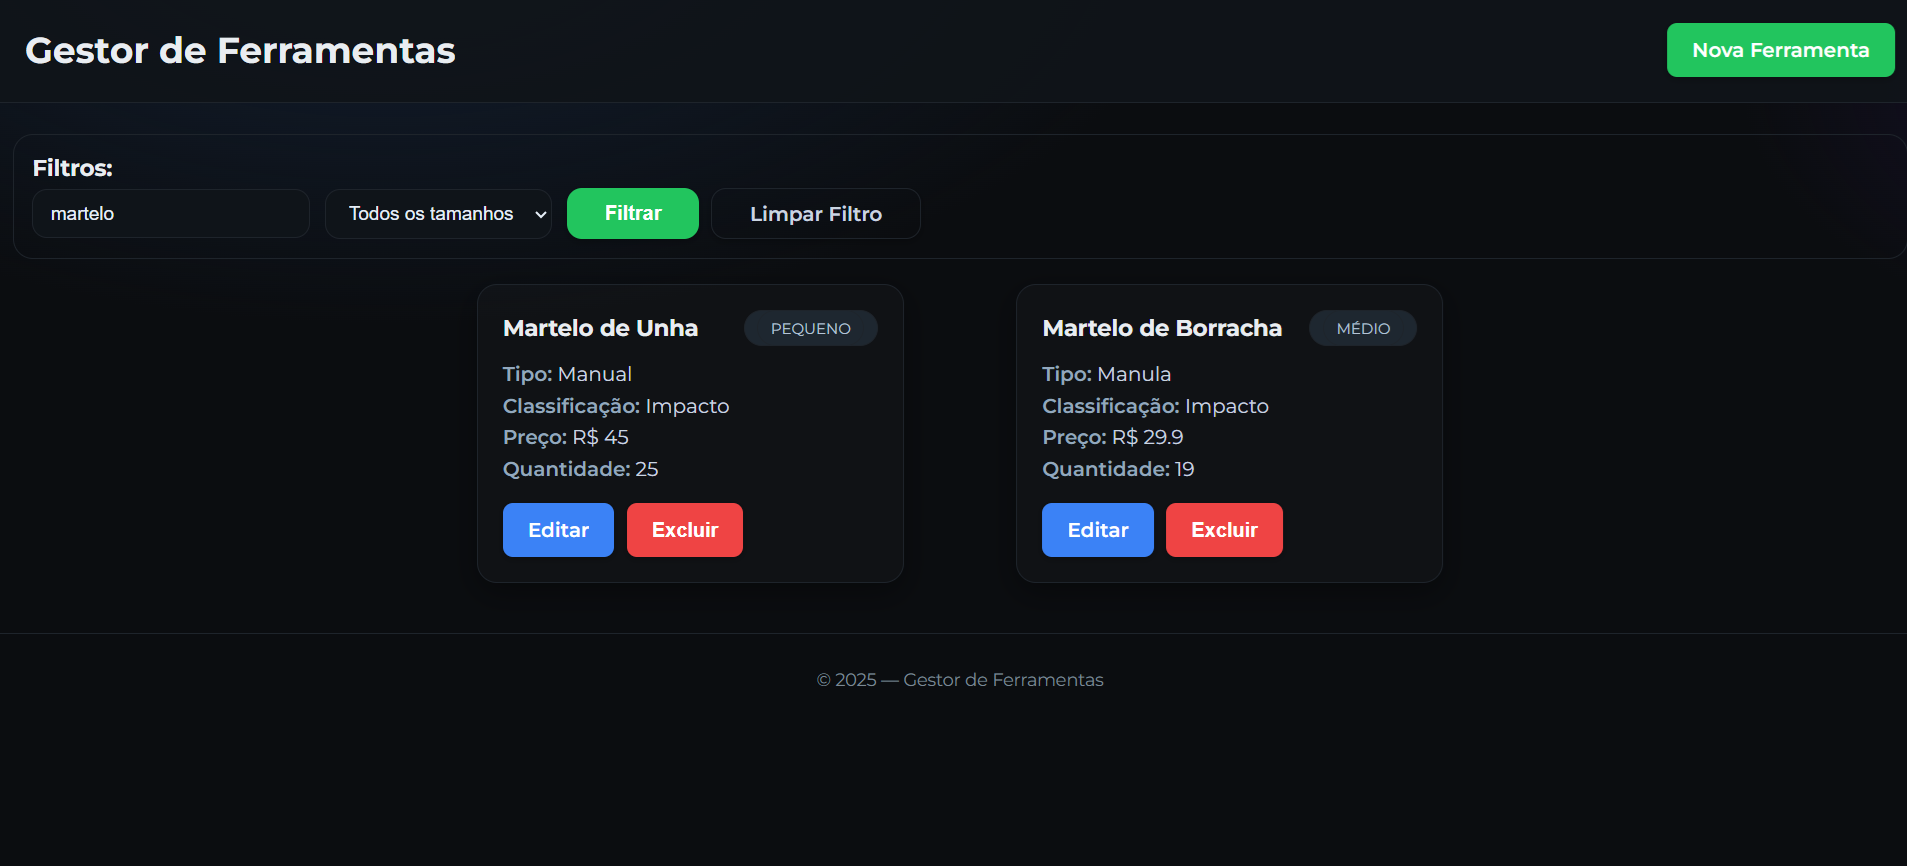 Gestor de Ferramentas
Nova Ferramenta
Filtros:
martelo
Todos os tamanhos
Filtrar
Limpar Filtro
Martelo de Unha
PEQUENO
Tipo: Manual
Classificação: Impacto
Preço: R$ 45
Quantidade: 25
Editar
Excluir
Martelo de Borracha
MÉDIO
Tipo: Manula
Classificação: Impacto
Preço: R$ 29.9
Quantidade: 19
Editar
Excluir
© 2025 — Gestor de Ferramentas